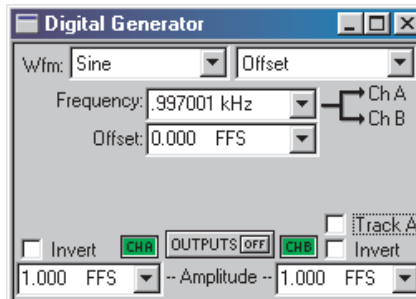 Digital Generator
Wfm: Sine Offset
Frequency: .997001 kHz Ch A
Ch B
Offset: 0.000 FFS
Track A
Invert CHA OUTPUTS OFF CHB Invert
1.000 FFS -- Amplitude -- 1.000 FFS